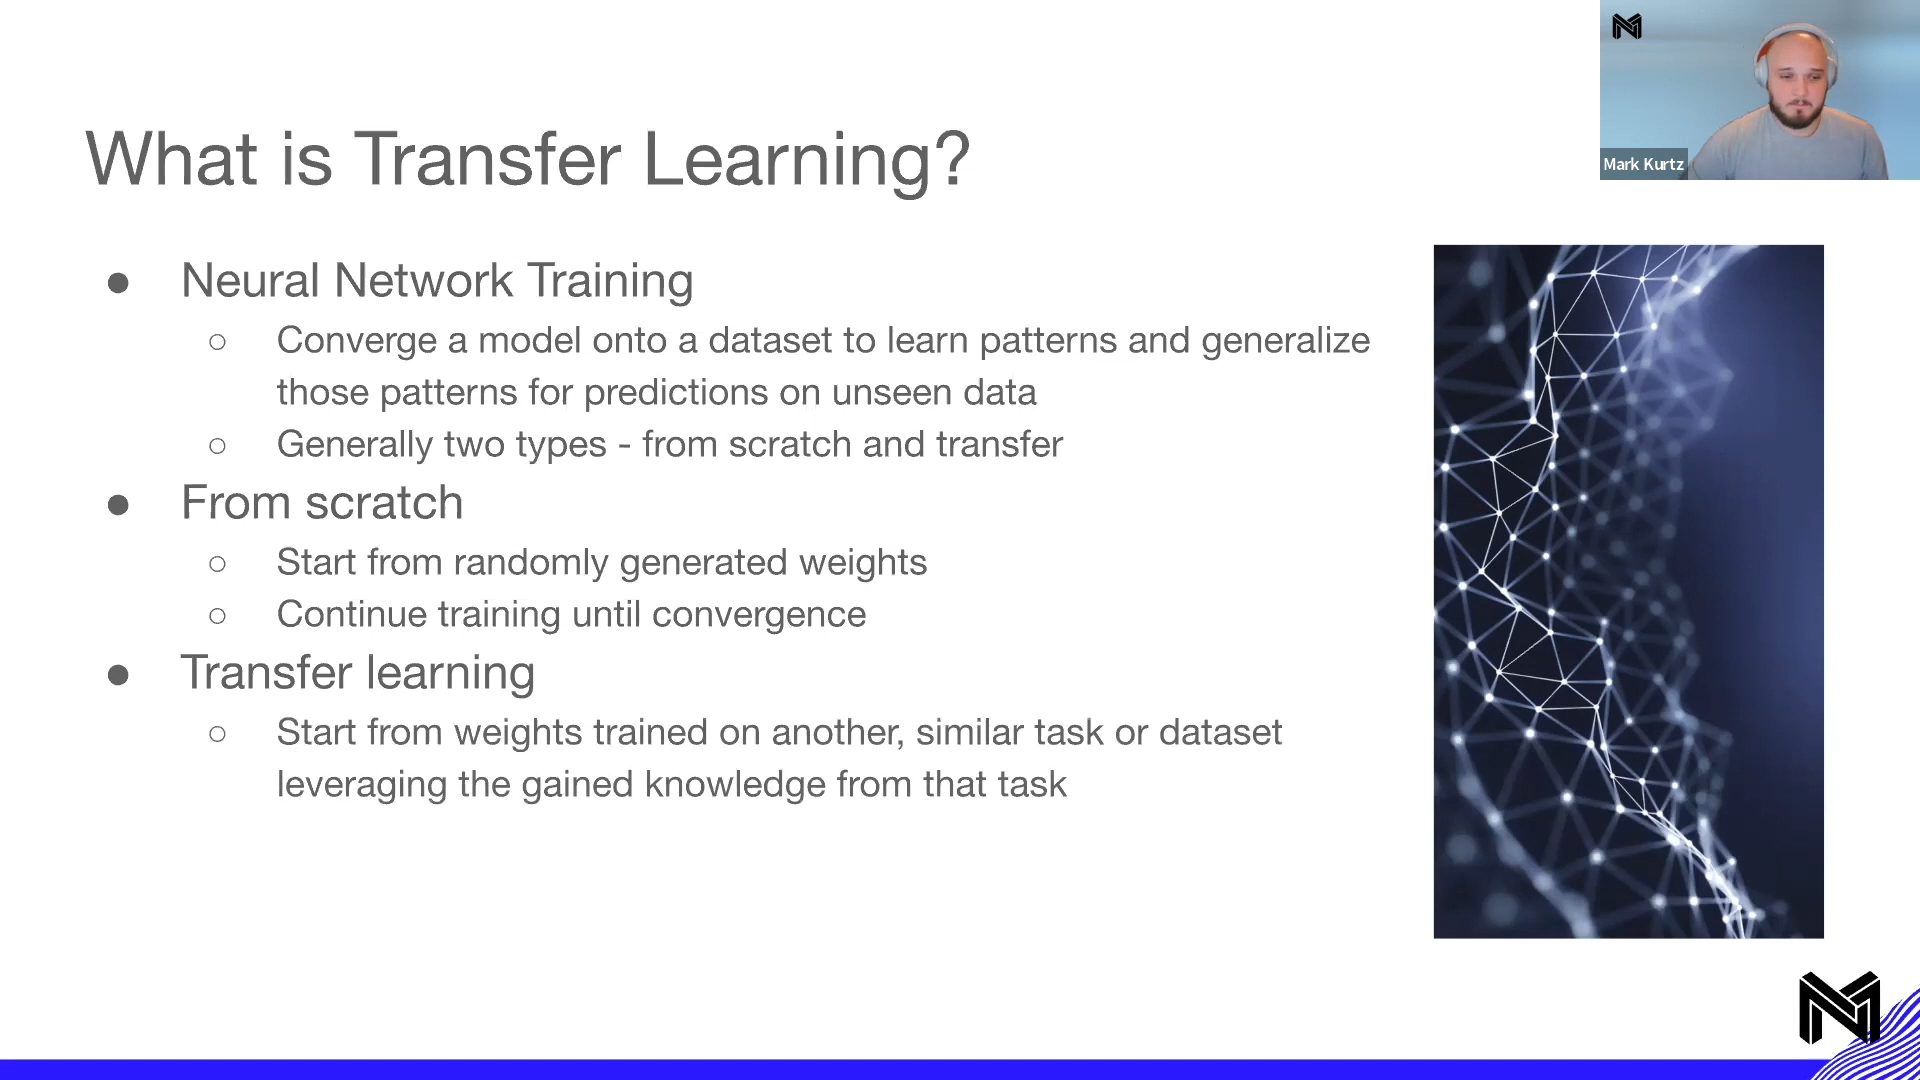 What is Transfer Learning?
Mark Kurtz
● Neural Network Training
○ Converge a model onto a dataset to learn patterns and generalize
those patterns for predictions on unseen data
○ Generally two types - from scratch and transfer
● From scratch
○ Start from randomly generated weights
○ Continue training until convergence
● Transfer learning
○ Start from weights trained on another, similar task or dataset
leveraging the gained knowledge from that task